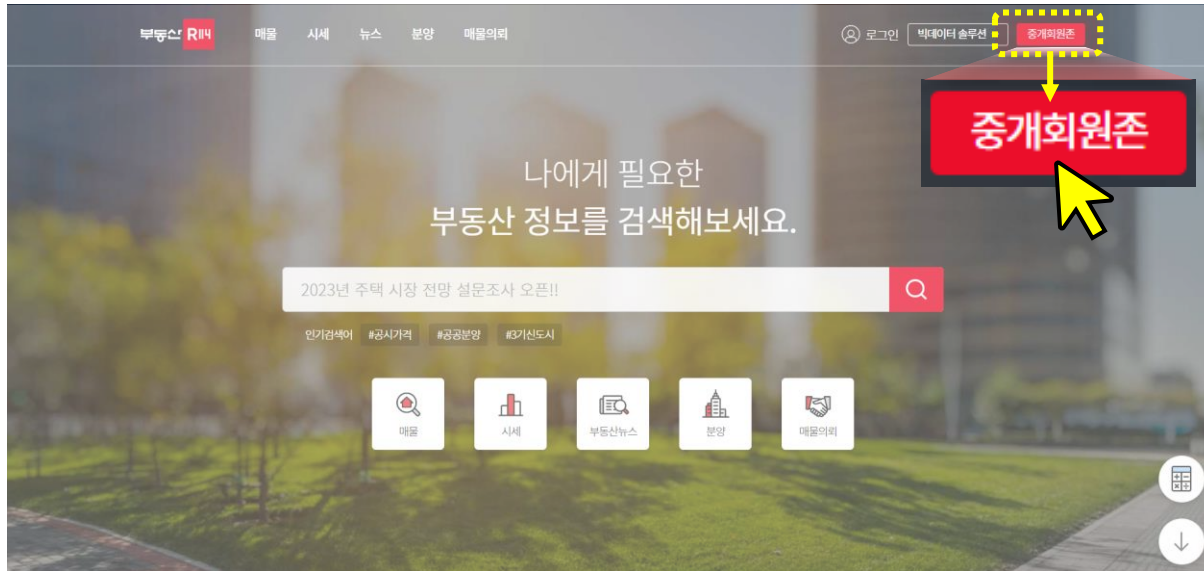 부동산 R114 매물 시세 뉴스 분양 매물의뢰 로그인 빅데이터 솔루션 중개회원존
중개회원존
나에게 필요한
부동산 정보를 검색해보세요.
2023년 주택 시장 전망 설문조사 오픈!!
인기검색어 #공시가격 #공공분양 #3기신도시
매물 시세 부동산뉴스 분양 매물의뢰